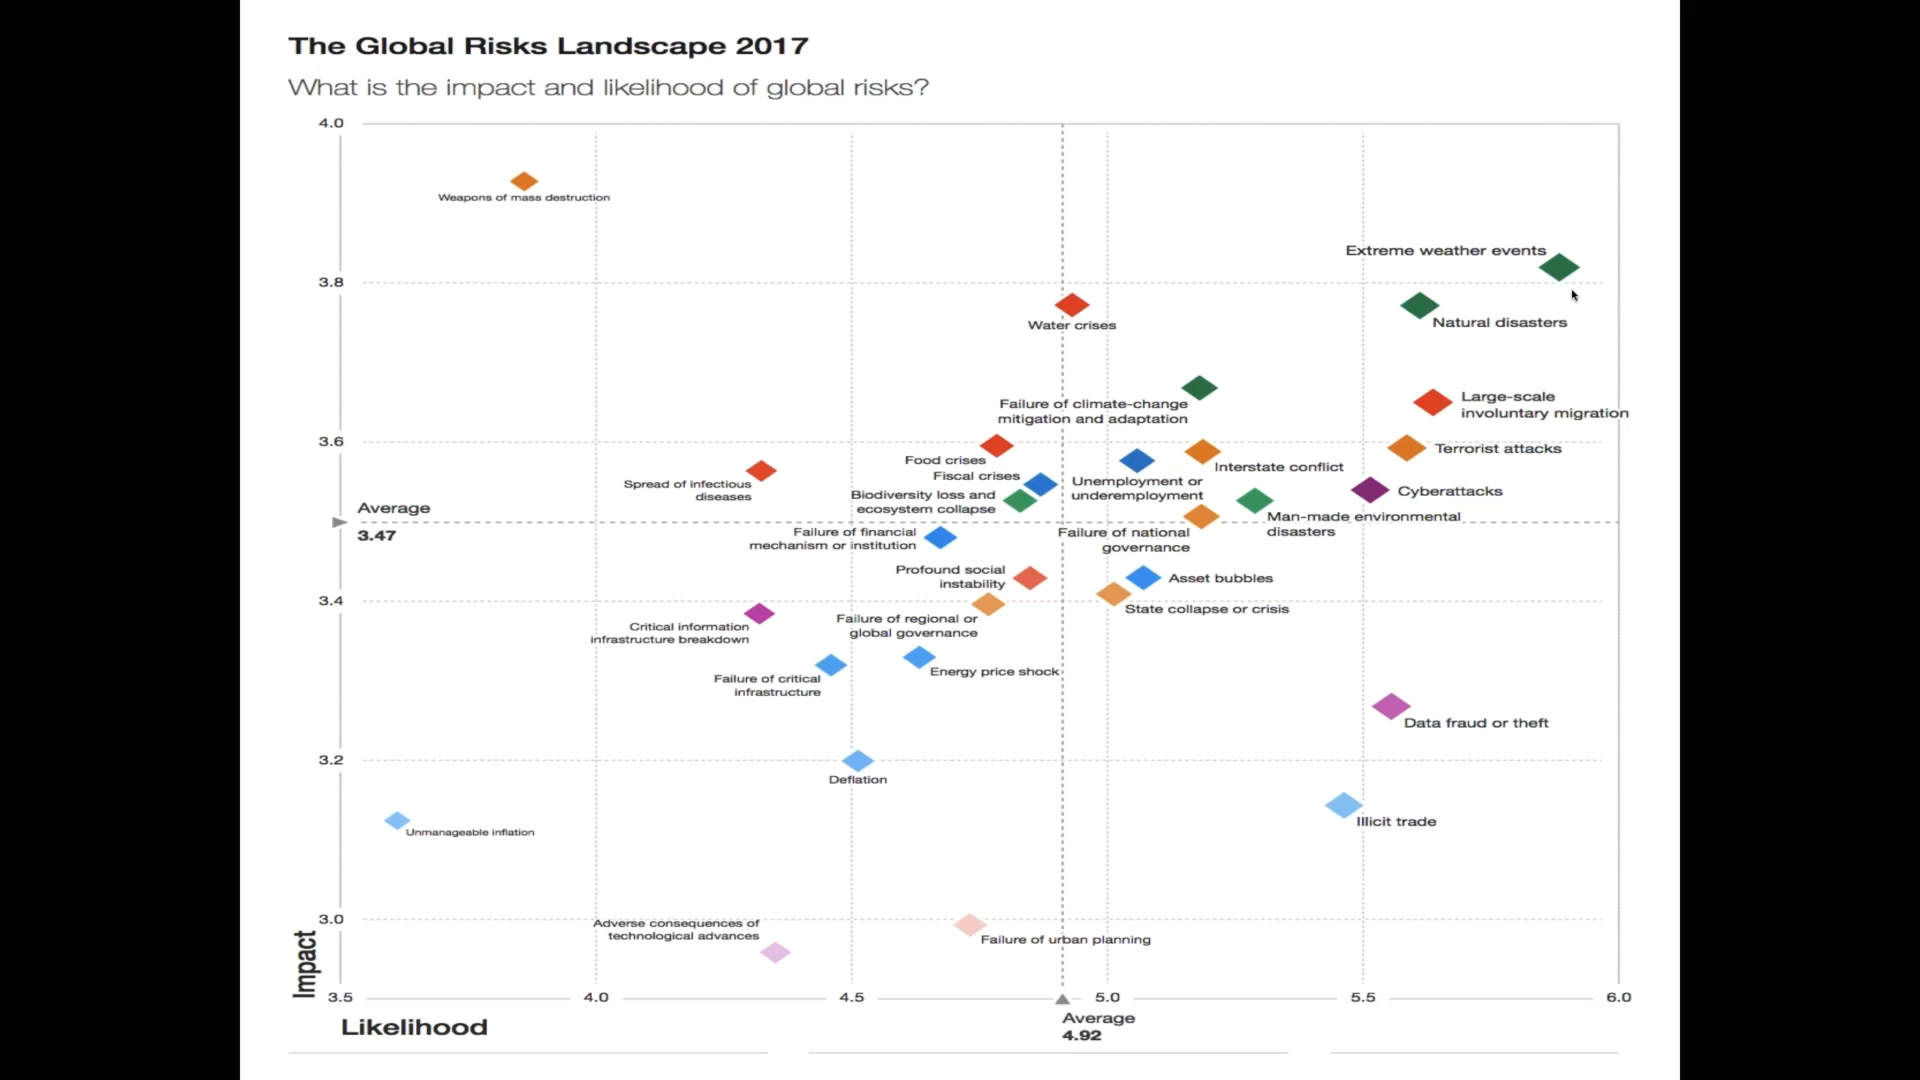 The Global Risks Landscape 2017
What is the impact and likelihood of global risks?
4.0
Weapons of mass destruction
Extreme weather events
3.8
Natural disasters
Water crises
Large-scale
involuntary migration
Failure of climate-change
mitigation and adaptation
3.6
Terrorist attacks
Food crises
Interstate conflict
Fiscal crises
Spread of infectious
diseases
Unemployment or
underemployment
Cyberattacks
Biodiversity loss and
ecosystem collapse
Average
3.47
Man-made environmental
disasters
Failure of financial
mechanism or institution
Failure of national
governance
Profound social
instability
Asset bubbles
3.4
State collapse or crisis
Failure of regional or
global governance
Critical information
infrastructure breakdown
Energy price shock
Failure of critical
infrastructure
Data fraud or theft
3.2
Deflation
Illicit trade
Unmanageable inflation
3.0
Adverse consequences of
technological advances
Failure of urban planning
Impact
3.5
4.0
4.5
5.0
5.5
6.0
Likelihood
Average
4.92